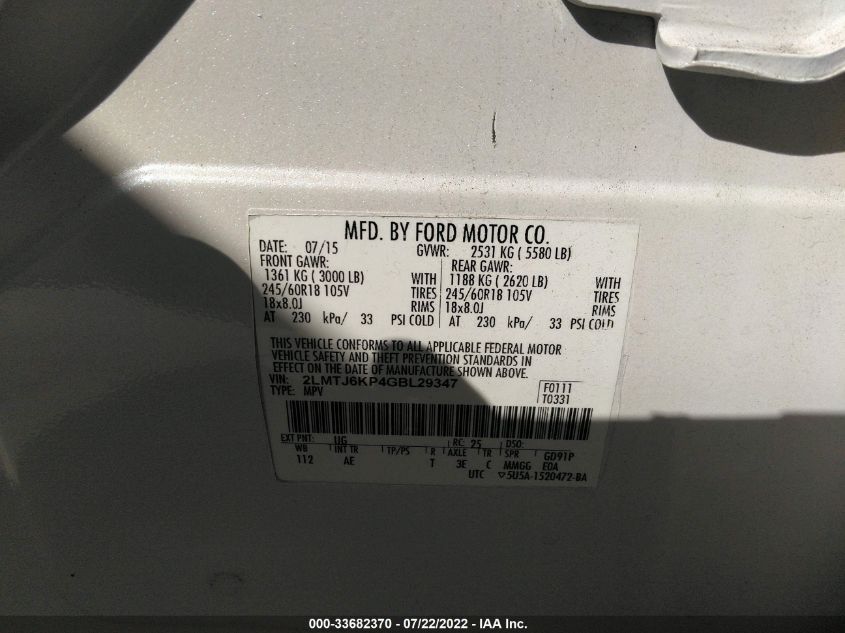 MFD. BY FORD MOTOR CO.
DATE: 07/15 GVWR: 2531 KG ( 5580 LB)
FRONT GAWR: REAR GAWR:
1361 KG ( 3000 LB) WITH 1188 KG ( 2620 LB) WITH
245/60R18 105V TIRES 245/60R18 105V TIRES
18x8.0J RIMS 18x8.0J RIMS
AT 230 kPa/ 33 PSI COLD AT 230 kPa/ 33 PSI COLD
THIS VEHICLE CONFORMS TO ALL APPLICABLE FEDERAL MOTOR
VEHICLE SAFETY AND THEFT PREVENTION STANDARDS IN
EFFECT ON THE DATE OF MANUFACTURE SHOWN ABOVE.
VIN: 2LMTJ6KP4GBL29347 F0111
TYPE: MPV T0331
EXT PNT: UG RC: 25 DSO:
WB INT TR TP/PS R AXLE TR SPR GD91P
112 AE T 3E C MMGG E0A
UTC ▽5U5A-1520472-BA
000-33682370 - 07/22/2022 - IAA Inc.